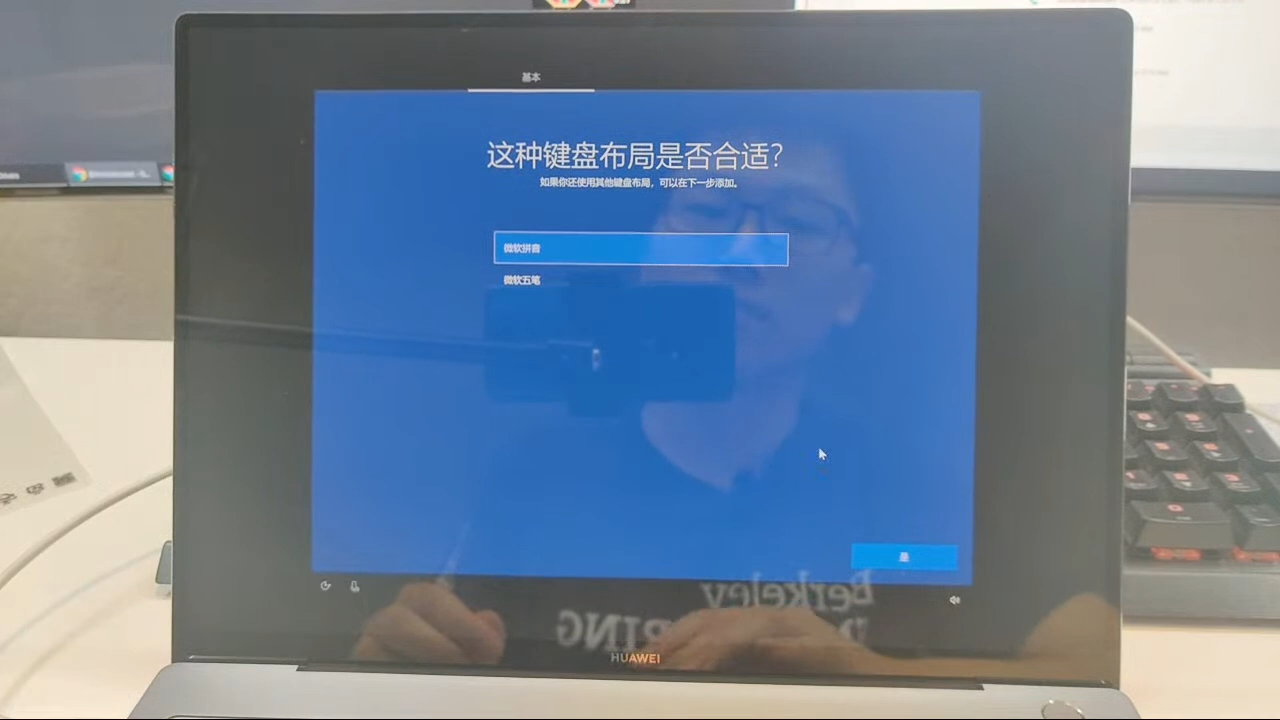 基本
这种键盘布局是否合适?
如果你还使用其他键盘布局，可以在下一步添加。
微软拼音
微软五笔
是
Berkeley
HUAWEI